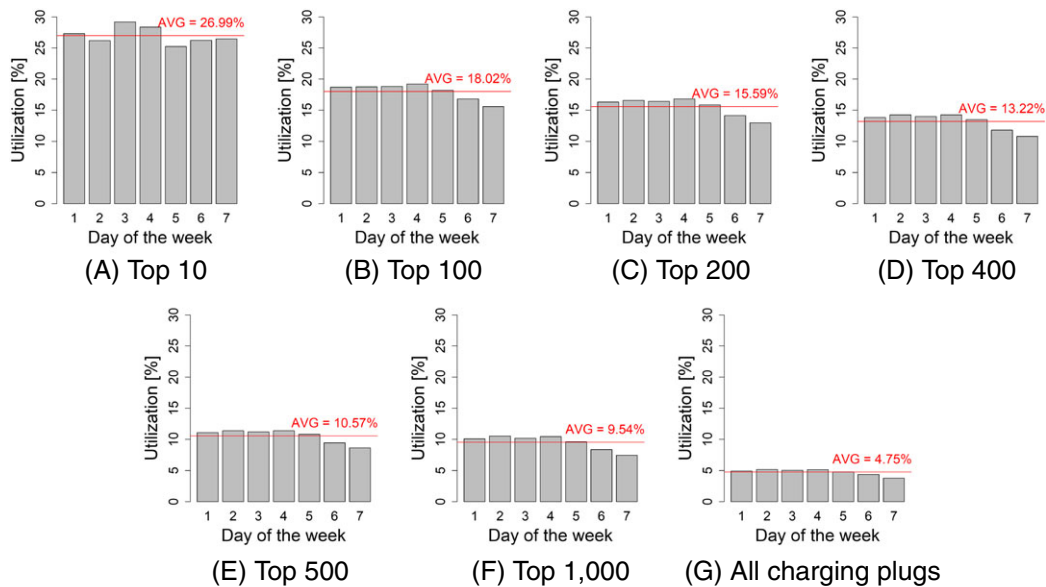 AVG = 26.99%
Utilization [%]
0 5 10 15 20 25 30
1 2 3 4 5 6 7
Day of the week
(A) Top 10
AVG = 18.02%
Utilization [%]
0 5 10 15 20 25 30
1 2 3 4 5 6 7
Day of the week
(B) Top 100
AVG = 15.59%
Utilization [%]
0 5 10 15 20 25 30
1 2 3 4 5 6 7
Day of the week
(C) Top 200
AVG = 13.22%
Utilization [%]
0 5 10 15 20 25 30
1 2 3 4 5 6 7
Day of the week
(D) Top 400
AVG = 10.57%
Utilization [%]
0 5 10 15 20 25 30
1 2 3 4 5 6 7
Day of the week
(E) Top 500
AVG = 9.54%
Utilization [%]
0 5 10 15 20 25 30
1 2 3 4 5 6 7
Day of the week
(F) Top 1,000
AVG = 4.75%
Utilization [%]
0 5 10 15 20 25 30
1 2 3 4 5 6 7
Day of the week
(G) All charging plugs